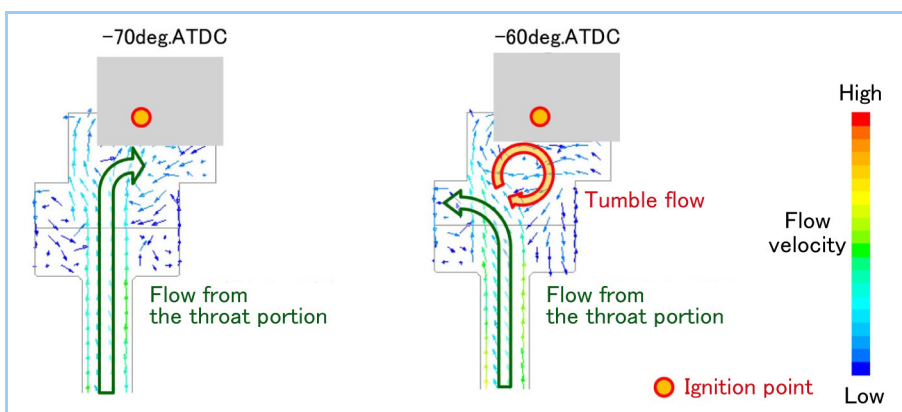 -70deg.ATDC
-60deg.ATDC
High
Tumble flow
Flow
velocity
Flow from
the throat portion
Flow from
the throat portion
Ignition point
Low